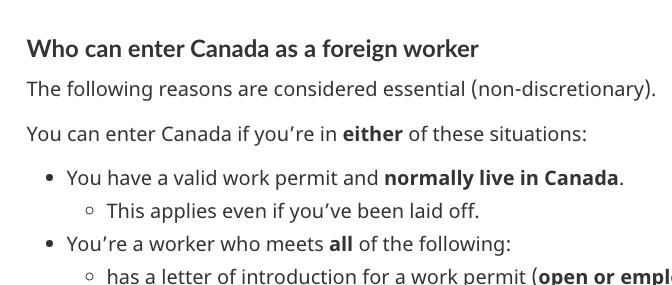 Who can enter Canada as a foreign worker
The following reasons are considered essential (non-discretionary).
You can enter Canada if you’re in either of these situations:
You have a valid work permit and normally live in Canada.
This applies even if you’ve been laid off.
You’re a worker who meets all of the following:
has a letter of introduction for a work permit (open or